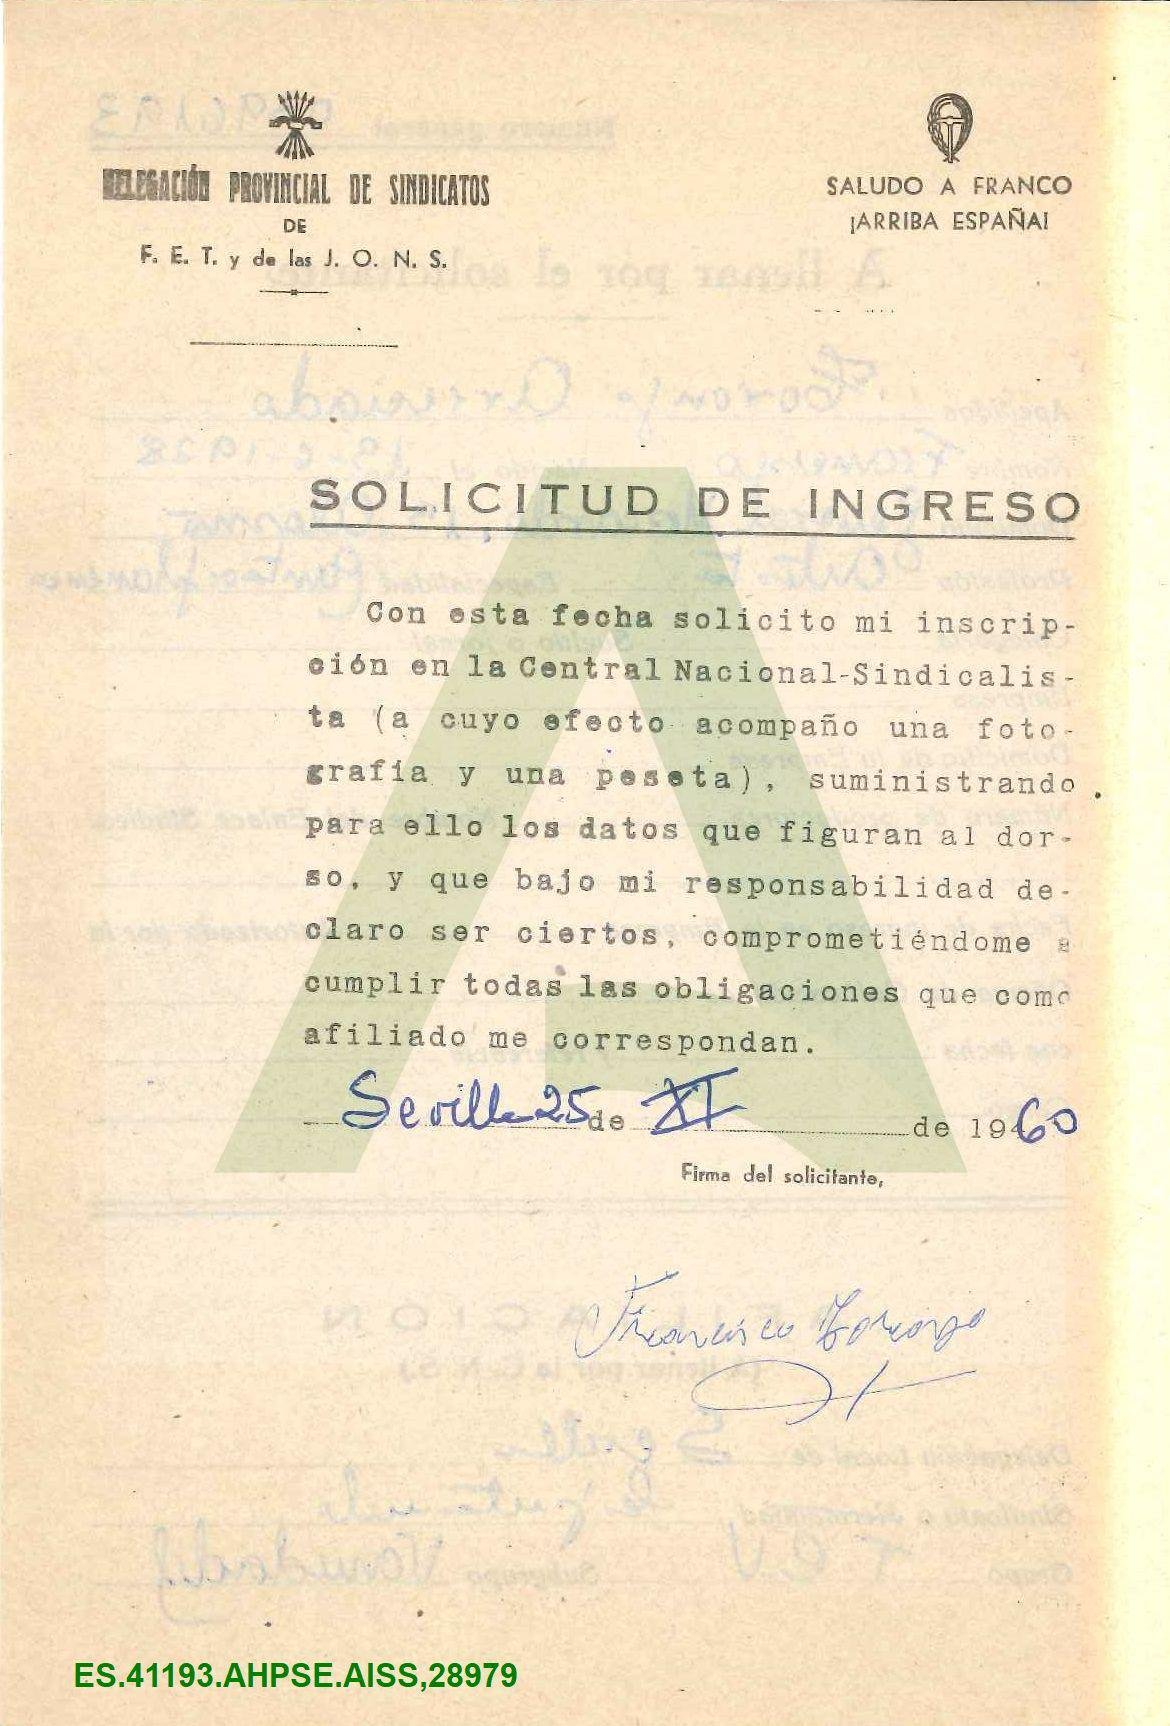 DELEGACIÓN PROVINCIAL DE SINDICATOS
DE
F. E. T. y de las J. O. N. S.
SALUDO A FRANCO
¡ARRIBA ESPAÑA!
SOLICITUD DE INGRESO
Con esta fecha solicito mi inscrip-
ción en la Central Nacional-Sindicalis-
ta (a cuyo efecto acompaño una foto-
grafía y una peseta), suministrando
para ello los datos que figuran al dor-
so, y que bajo mi responsabilidad de-
claro ser ciertos, comprometiéndome a
cumplir todas las obligaciones que como
afiliado me correspondan.
Sevilla 25 de XI de 1960
Firma del solicitante,
Francisco
ES.41193.AHPSE.AISS,28979